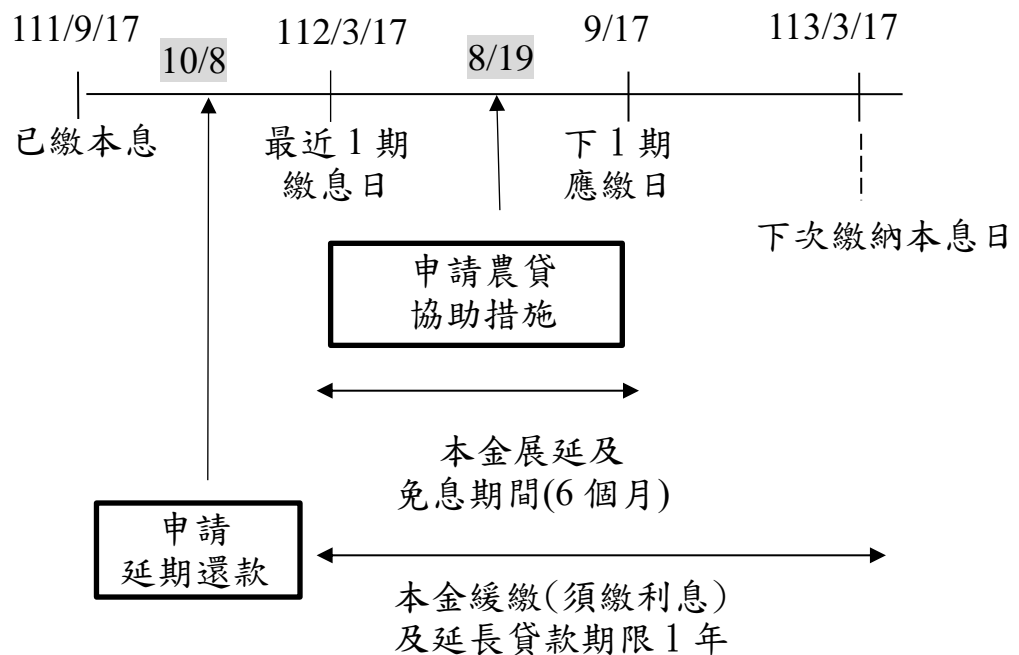 111/9/17
10/8
112/3/17
8/19
9/17
113/3/17
已繳本息
最近1期
繳息日
下1期
應繳日
下次繳納本息日
申請農貸
協助措施
本金展延及
免息期間(6個月)
申請
延期還款
本金緩繳(須繳利息)
及延長貸款期限1年